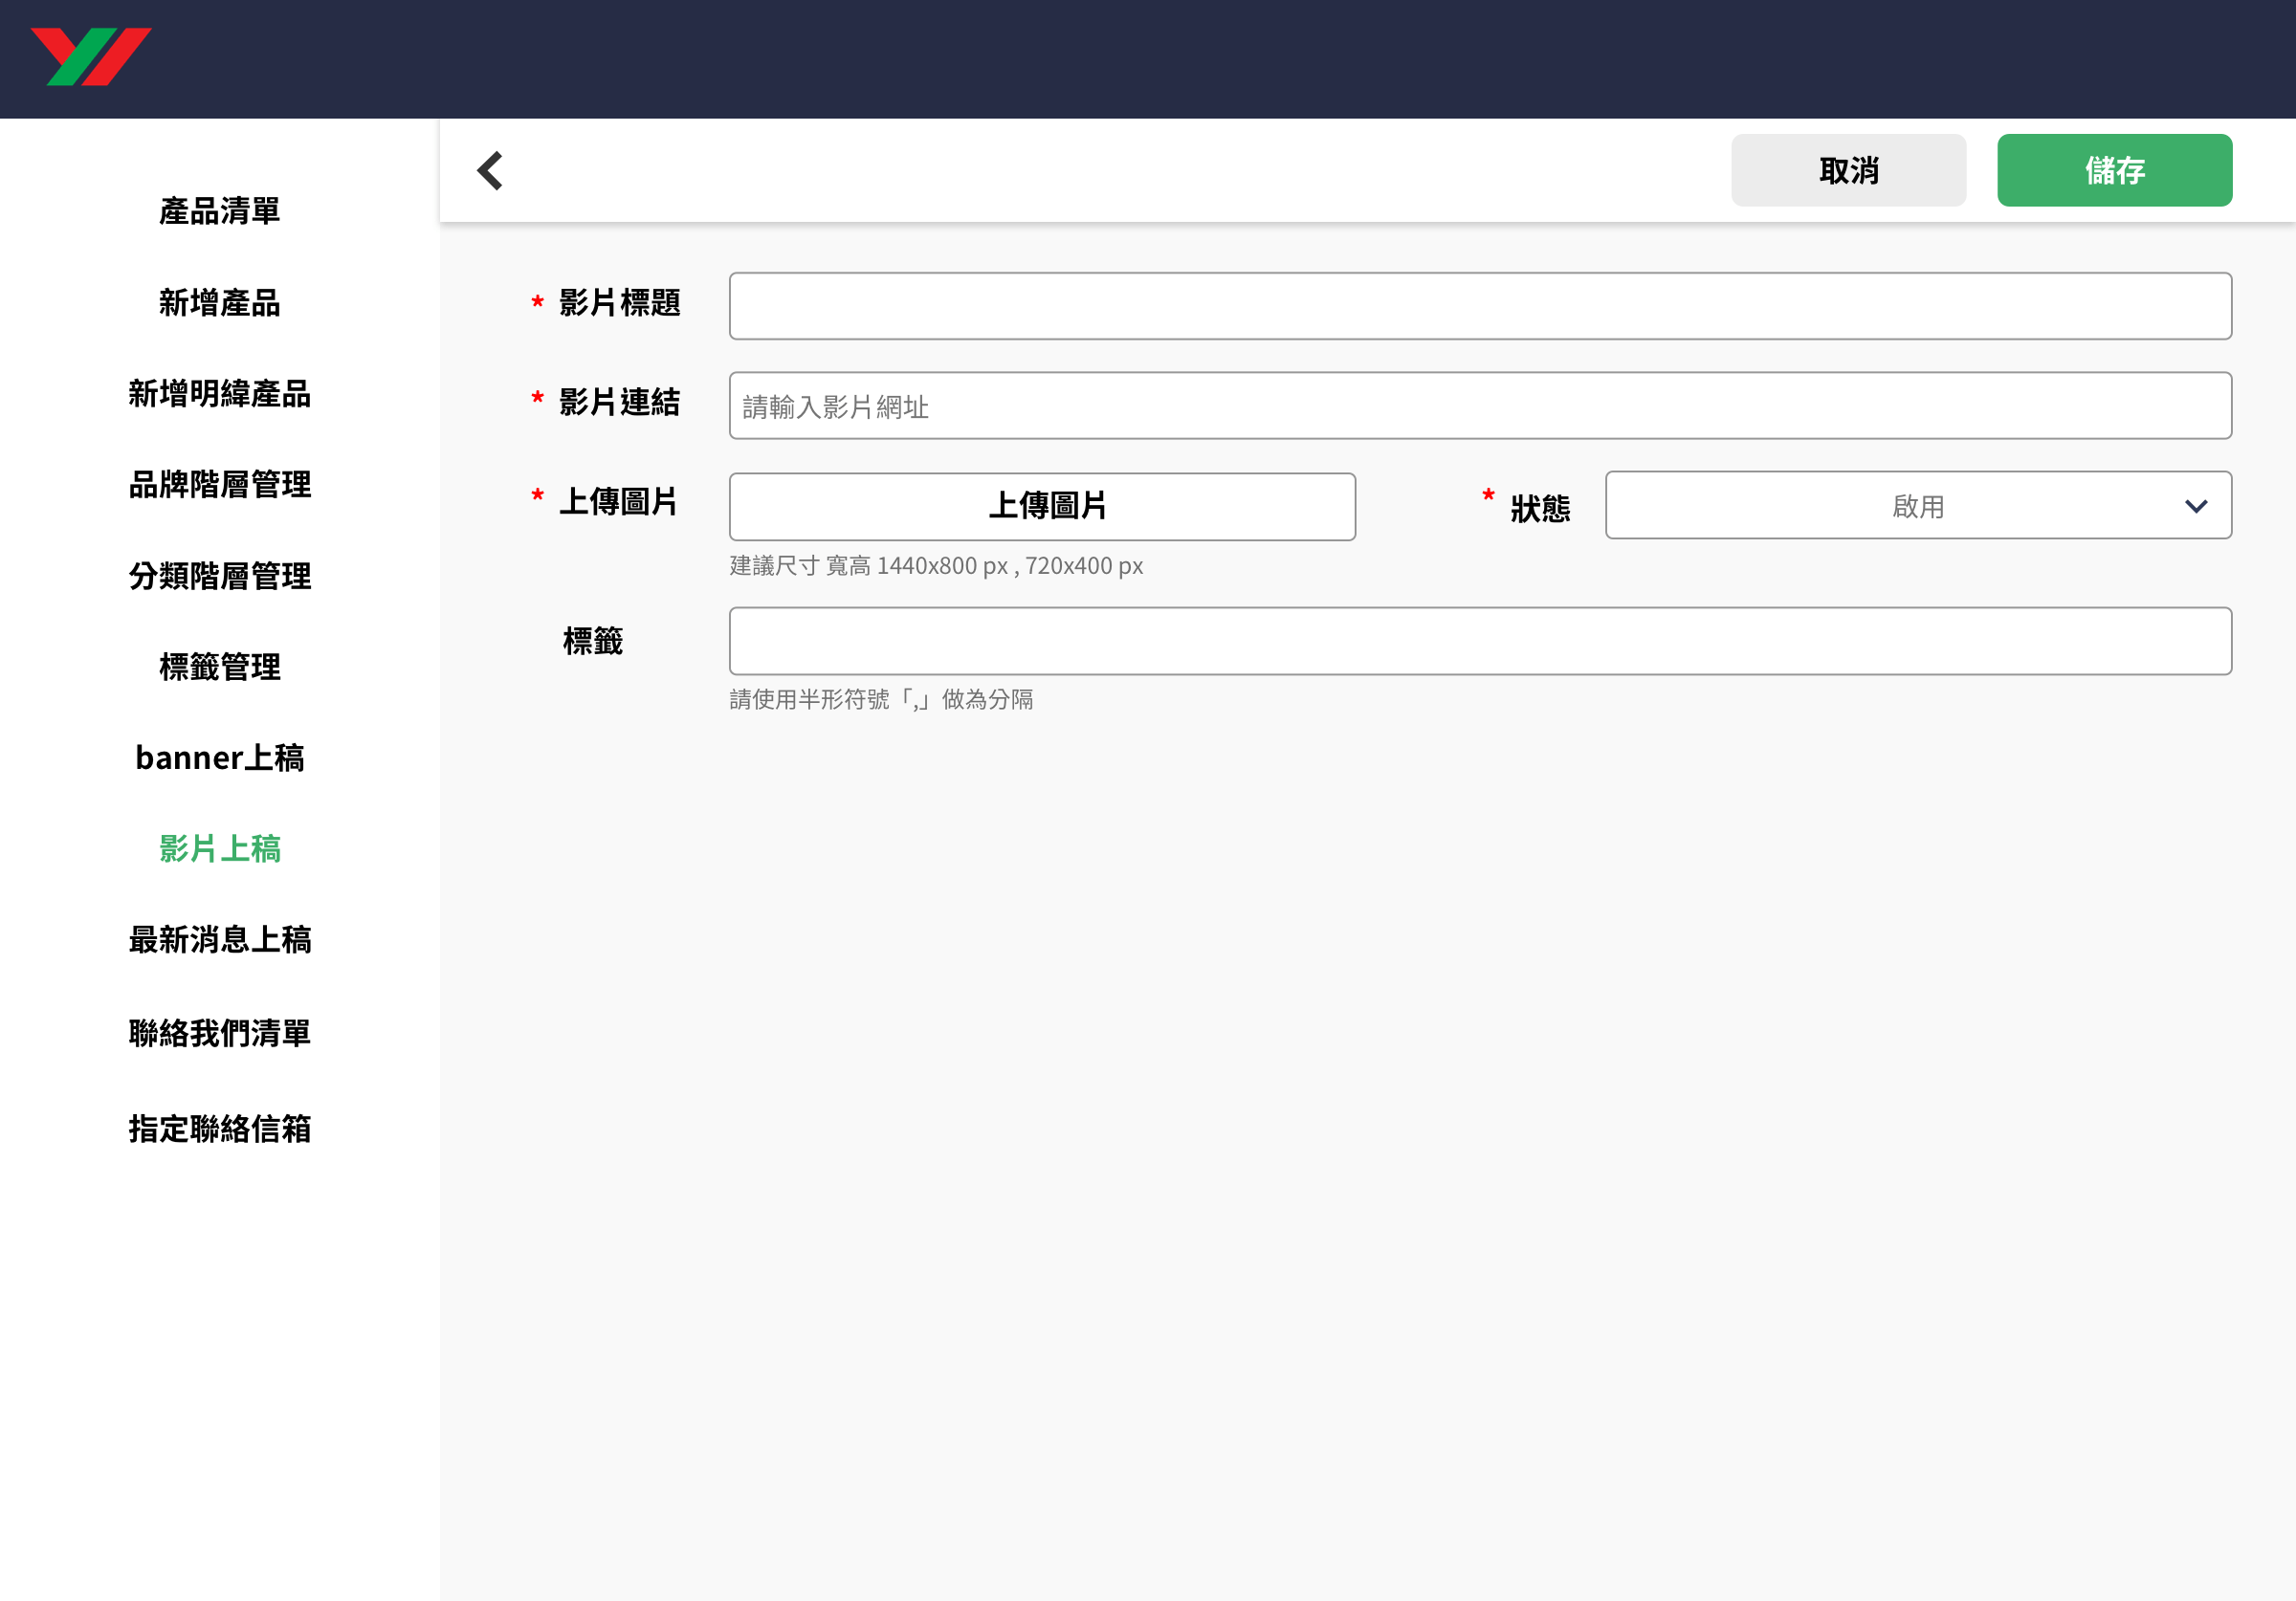 取消
儲存
產品清單
新增產品
新增明緯產品
品牌階層管理
分類階層管理
標籤管理
banner上稿
影片上稿
最新消息上稿
聯絡我們清單
指定聯絡信箱
* 影片標題
* 影片連結
請輸入影片網址
* 上傳圖片
上傳圖片
* 狀態
啟用
建議尺寸 寬高 1440x800 px , 720x400 px
標籤
請使用半形符號「,」做為分隔